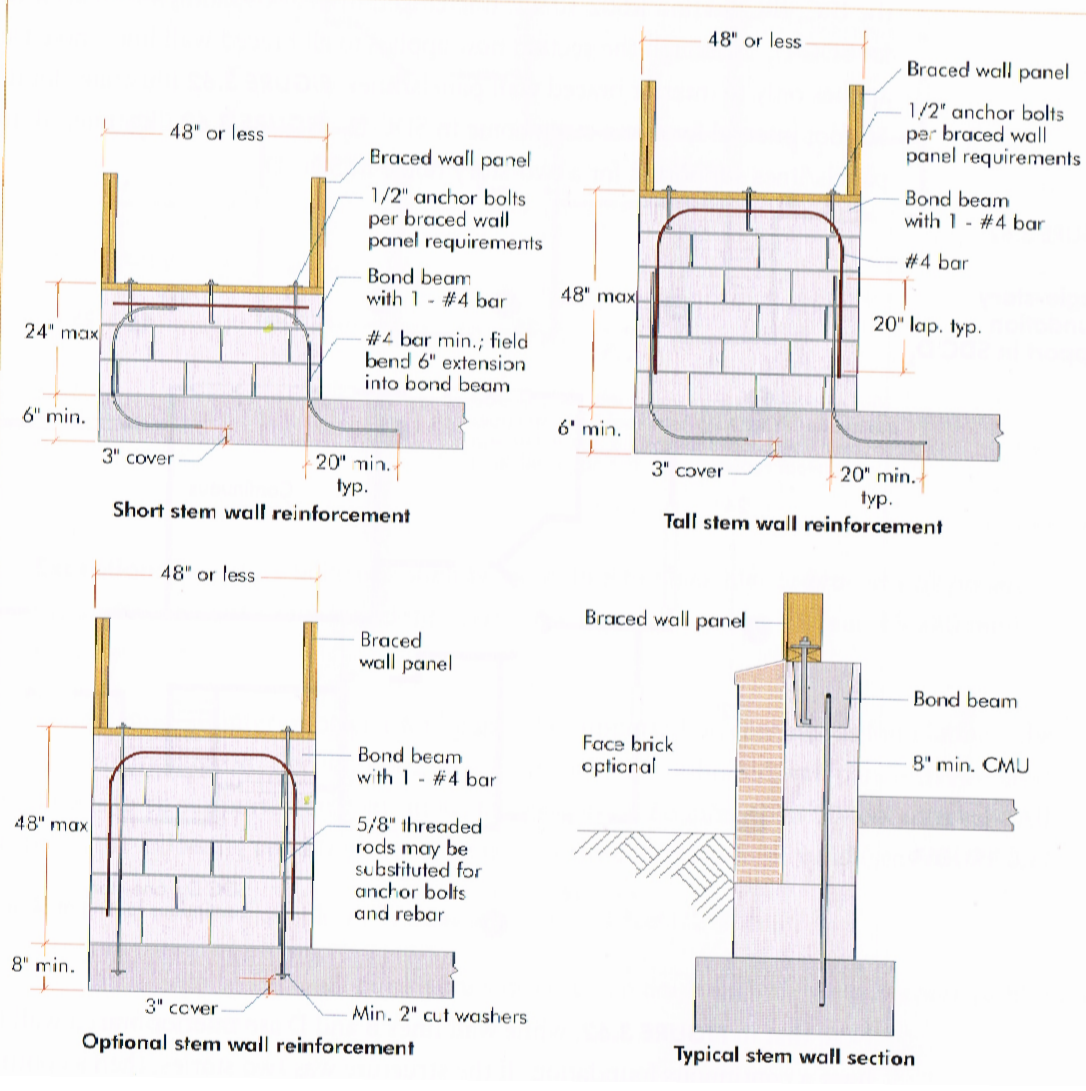 48" or less
Braced wall panel
1/2" anchor bolts
per braced wall
panel requirements
Bond beam
with 1 - #4 bar
24" max
#4 bar min.; field
bend 6" extension
into bond beam
6" min.
3" cover
20" min.
typ.
Short stem wall reinforcement
48" or less
Braced wall panel
1/2" anchor bolts
per braced wall
panel requirements
Bond beam
with 1 - #4 bar
#4 bar
48" max
20" lap. typ.
6" min.
3" cover
20" min.
typ.
Tall stem wall reinforcement
48" or less
Braced
wall panel
Bond beam
with 1 - #4 bar
48" max
5/8" threaded
rods may be
substituted for
anchor bolts
and rebar
8" min.
3" cover
Min. 2" cut washers
Optional stem wall reinforcement
Braced wall panel
Bond beam
Face brick
optional
8" min. CMU
Typical stem wall section